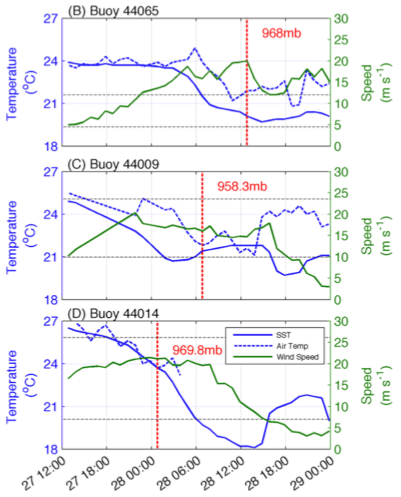 (B) Buoy 44065
27
24
21
18
Temperature
(°C)
968mb
30
25
20
15
10
5
0
Speed
(m s-1)
(C) Buoy 44009
27
24
21
18
Temperature
(°C)
958.3mb
30
25
20
15
10
5
0
Speed
(m s-1)
(D) Buoy 44014
27
24
21
18
Temperature
(°C)
969.8mb
SST
Air Temp
Wind Speed
30
25
20
15
10
5
0
Speed
(m s-1)
27 12:00
27 18:00
28 00:00
28 06:00
28 12:00
28 18:00
29 00:00